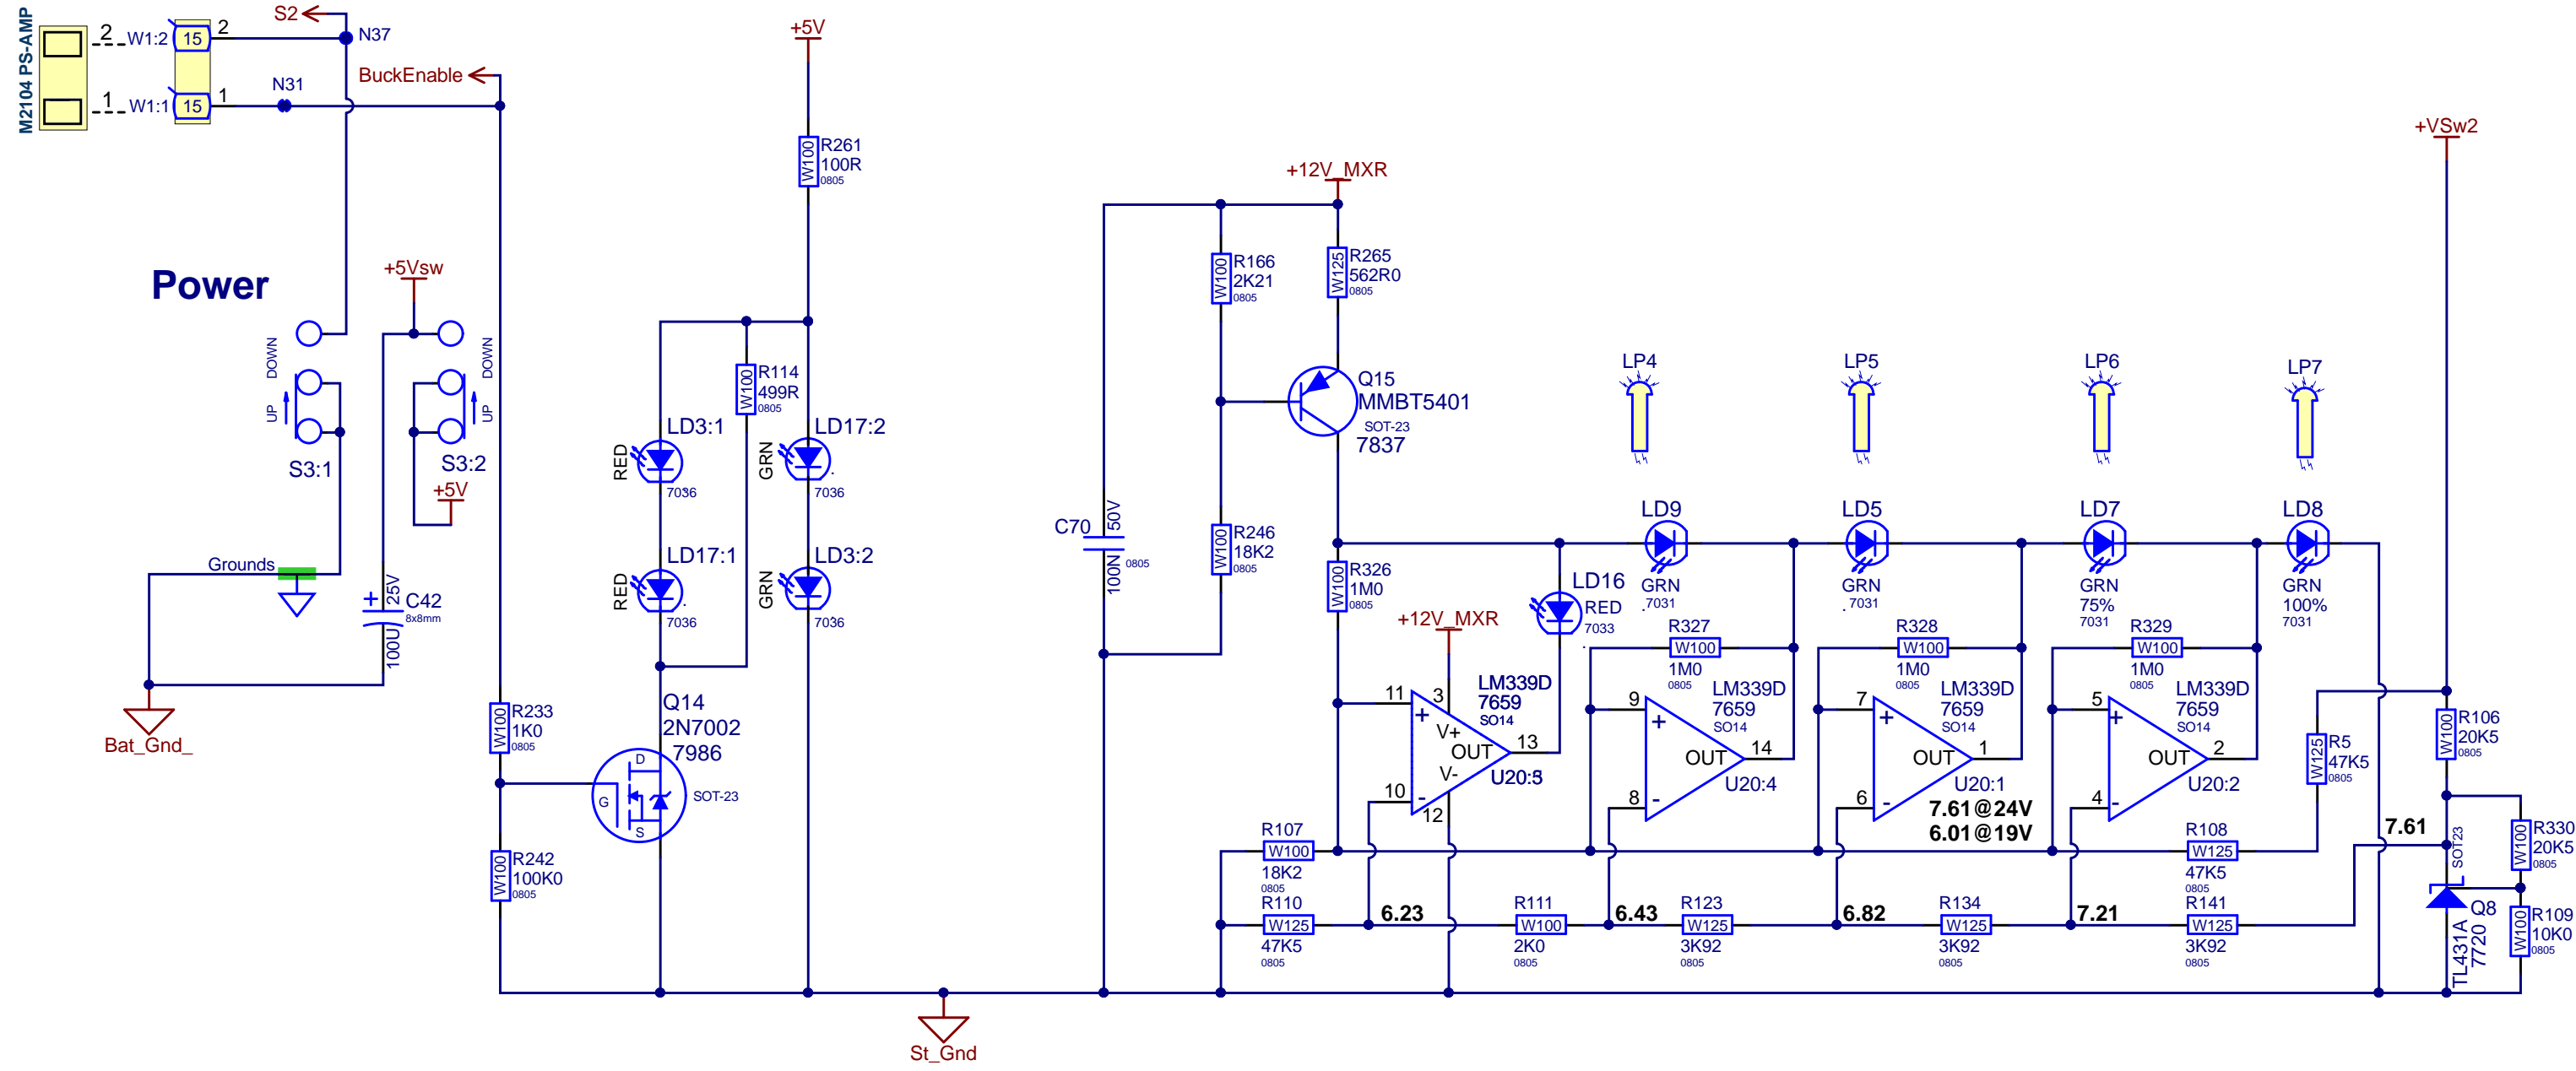 M2104 PS-AMP
2
W1:2
15
2
S2
N37
BuckEnable
1
W1:1
15
1
N31
Power
DOWN
UP
S3:1
+5Vsw
DOWN
UP
S3:2
+5V
Grounds
+
25V
C42
8x8mm
100U
Bat_Gnd_
W100
R233
1K0
0805
W100
R242
100K0
0805
+5V
W100
R261
100R
0805
W100
R114
499R
0805
RED
LD3:1
7036
GRN
LD17:2
.
7036
RED
LD17:1
.
7036
GRN
LD3:2
7036
Q14
2N7002
7986
SOT-23
D
G
S
St_Gnd
+12V_MXR
C70
50V
100N
0805
W100
R166
2K21
0805
W125
R265
562R0
0805
Q15
MMBT5401
SOT-23
7837
W100
R246
18K2
0805
W100
R326
1M0
0805
LP4
LP5
LP6
LP7
LD9
GRN
.7031
LD5
GRN
.7031
LD7
GRN
75%
7031
LD8
GRN
100%
7031
LD16
RED
7033
.
+12V_MXR
11
+
3
V+
OUT
13
V-
10
-
12
LM339D
7659
SO14
R327
W100
1M0
0805
9
+
8
-
OUT
14
LM339D
7659
SO14
U20:4
R328
W100
1M0
0805
7
+
6
-
OUT
1
LM339D
7659
SO14
U20:1
7.61@24V
6.01@19V
R329
W100
1M0
0805
5
+
4
-
OUT
2
LM339D
7659
SO14
U20:2
R107
W100
18K2
0805
R110
W125
47K5
0805
6.23
R111
W100
2K0
0805
6.43
R123
W125
3K92
0805
6.82
R134
W125
3K92
0805
7.21
R108
W125
47K5
0805
R141
W125
3K92
0805
+VSw2
W125
R5
47K5
0805
W100
R106
20K5
0805
7.61
SOT23
W100
R330
20K5
0805
Q8
TL431A
7720
W100
R109
10K0
0805